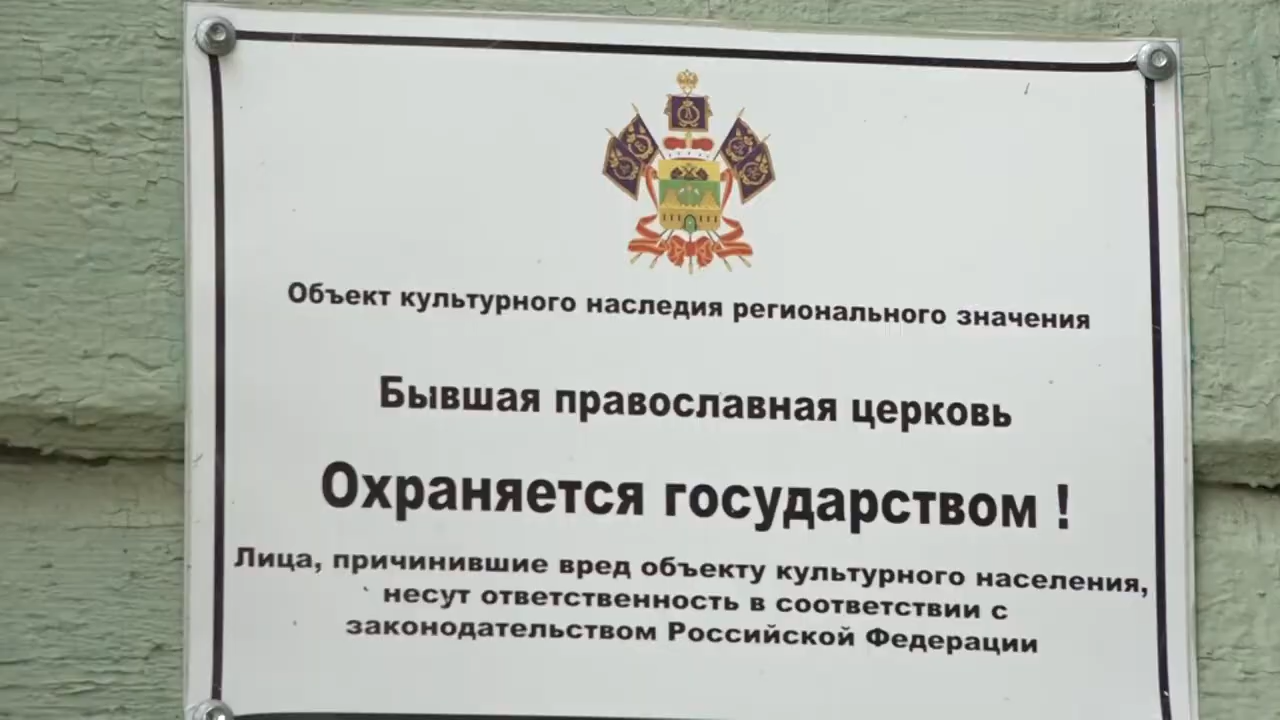 Объект культурного наследия регионального значения
Бывшая православная церковь
Охраняется государством !
Лица, причинившие вред объекту культурного населения,
несут ответственность в соответствии с
законодательством Российской Федерации